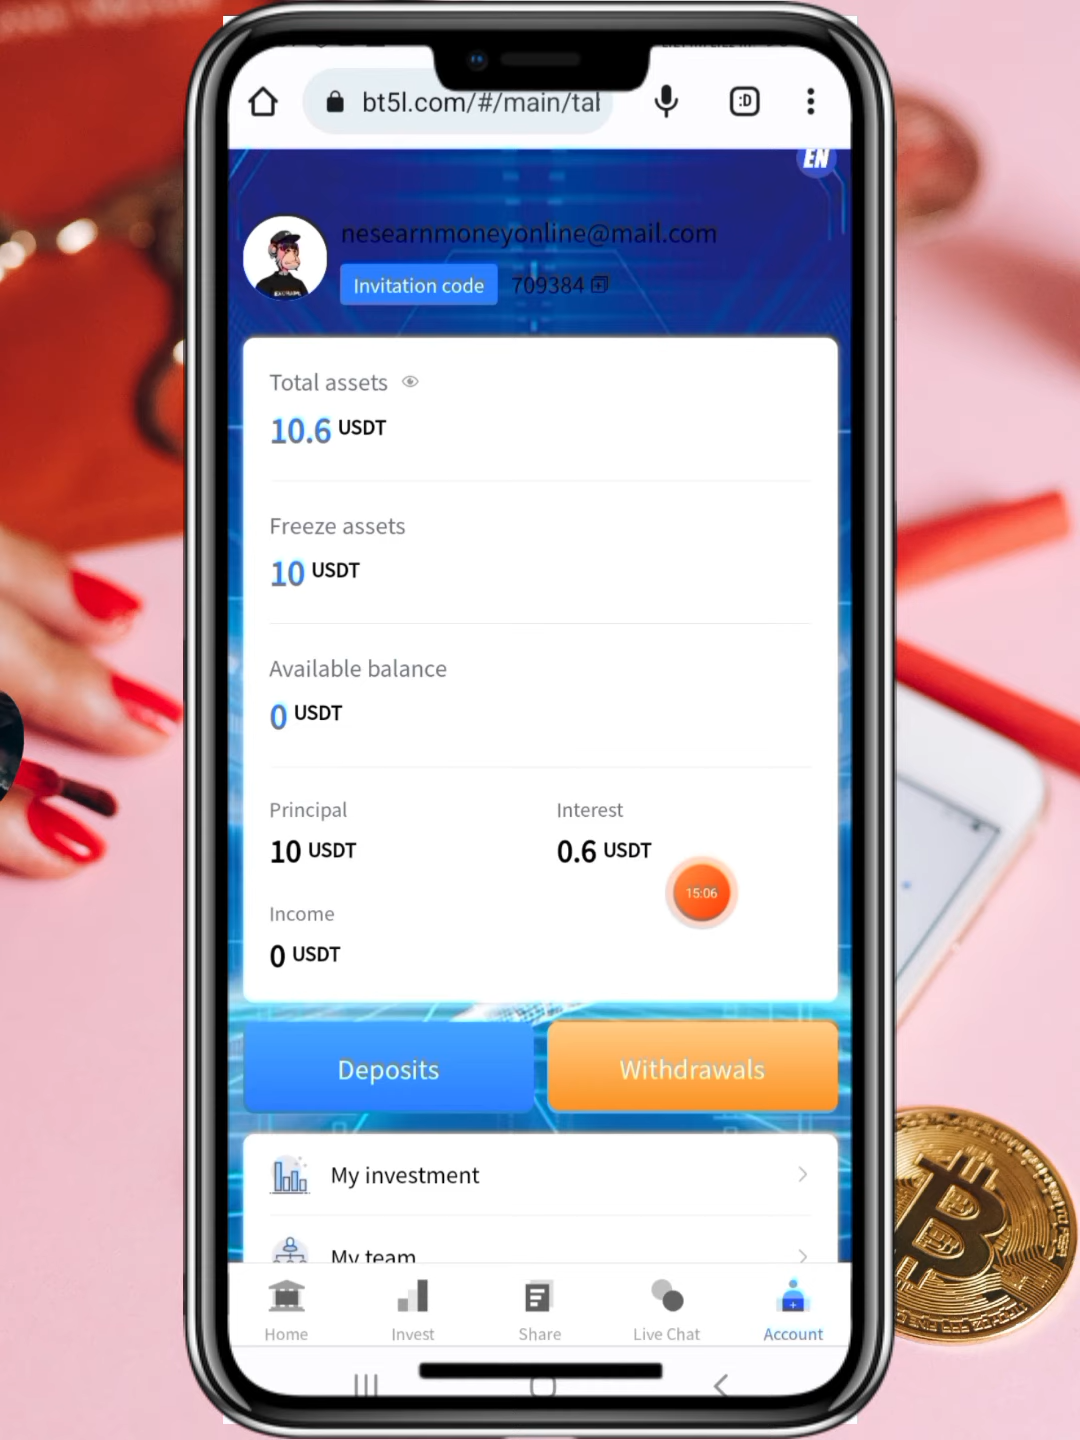 bt5l.com/#/main/tal
:D
EN
nesearnmoneyonline@mail.com
Invitation code 709384
Total assets
10.6 USDT
Freeze assets
10 USDT
Available balance
0 USDT
Principal Interest
10 USDT 0.6 USDT
15:06
Income
0 USDT
Deposits Withdrawals
My investment
My team
Home Invest Share Live Chat Account